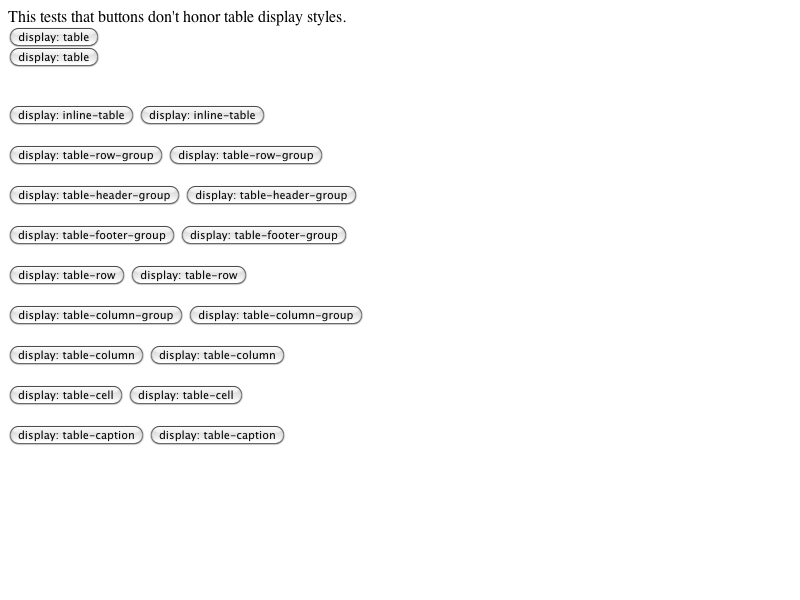 This tests that buttons don't honor table display styles.
display: table
display: table
display: inline-table display: inline-table
display: table-row-group display: table-row-group
display: table-header-group display: table-header-group
display: table-footer-group display: table-footer-group
display: table-row display: table-row
display: table-column-group display: table-column-group
display: table-column display: table-column
display: table-cell display: table-cell
display: table-caption display: table-caption